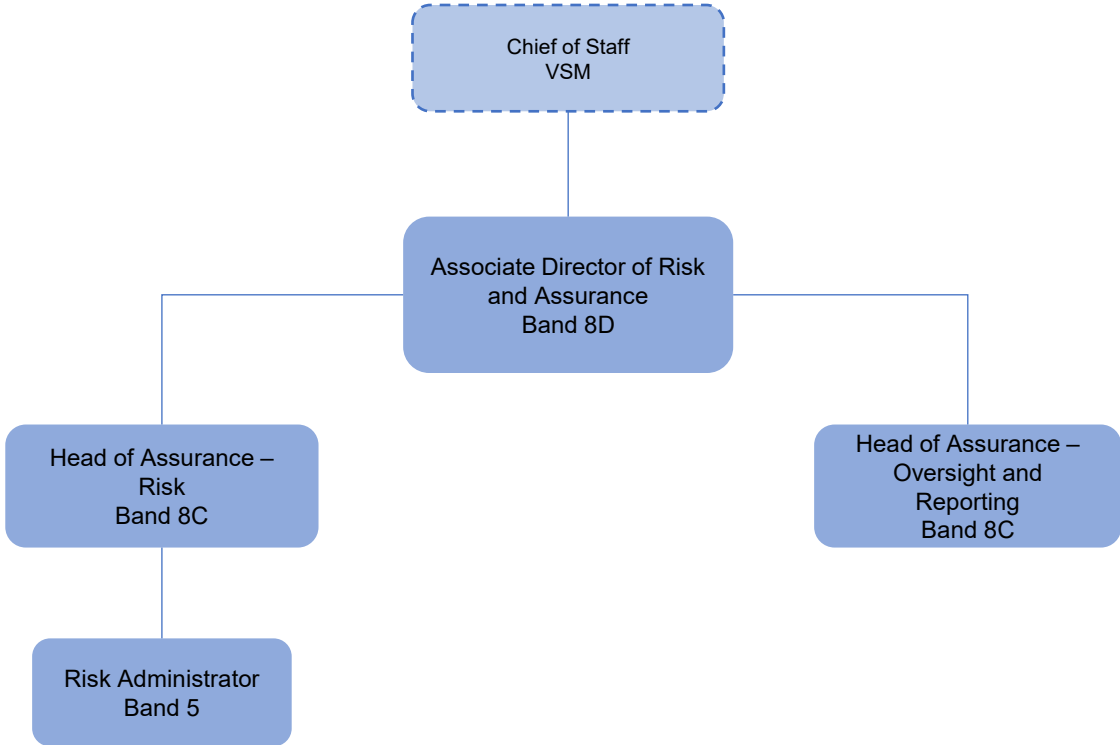 Chief of Staff
VSM
Associate Director of Risk
and Assurance
Band 8D
Head of Assurance –
Risk
Band 8C
Head of Assurance –
Oversight and
Reporting
Band 8C
Risk Administrator
Band 5